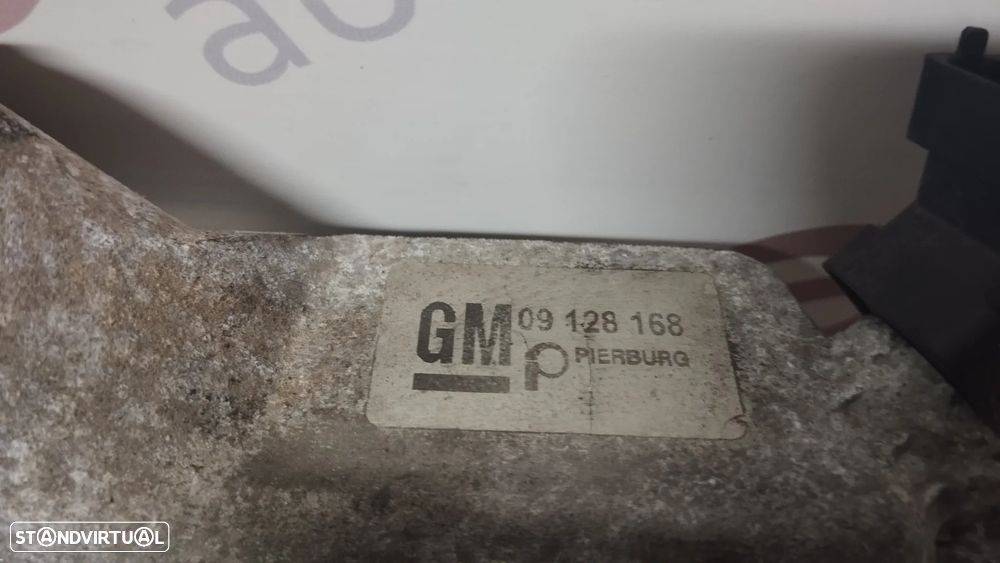 GM 09 128 168
PIERBURG
STANDVIRTUAL